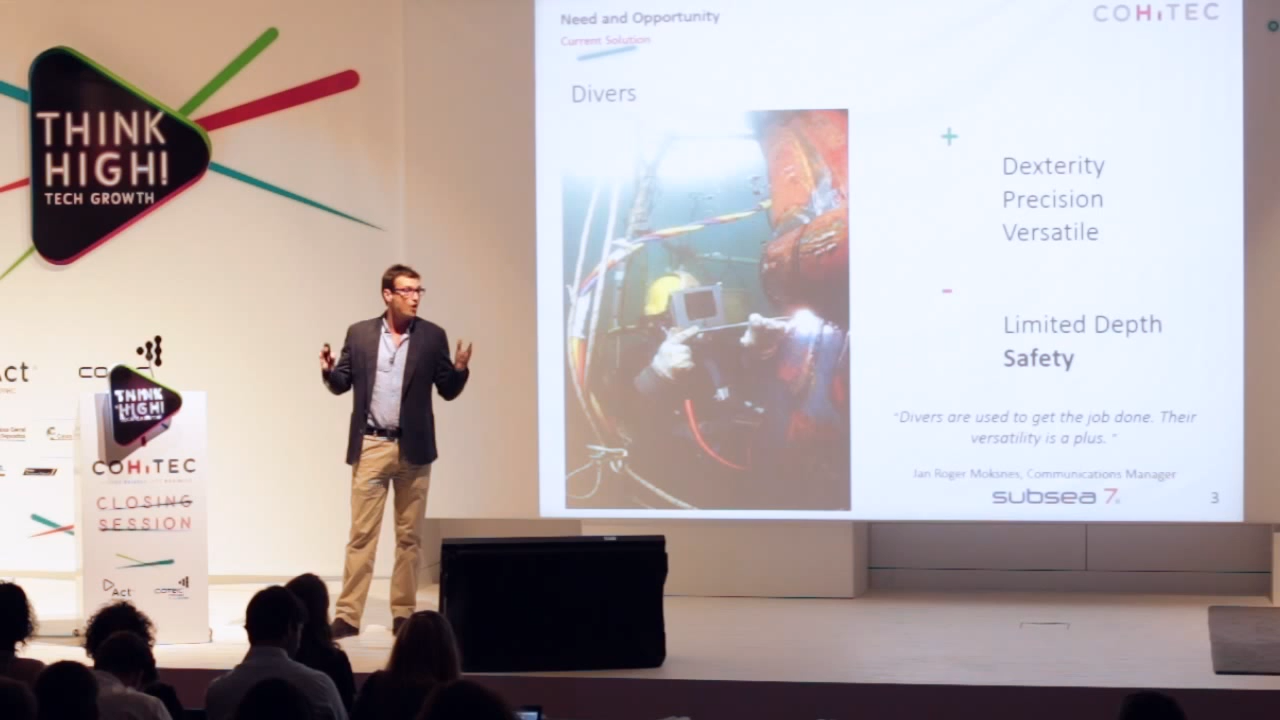 THINK
HIGH!
TECH GROWTH
Need and Opportunity
Current Solution
COHiTEC
Divers
+
Dexterity
Precision
Versatile
-
Limited Depth
Safety
"Divers are used to get the job done. Their
versatility is a plus. "
Jan Roger Moksnes, Communications Manager
subsea 7
3
Act
THINK
HIGH!
COHiTEC
CLOSING
SESSION
Act
COTEC